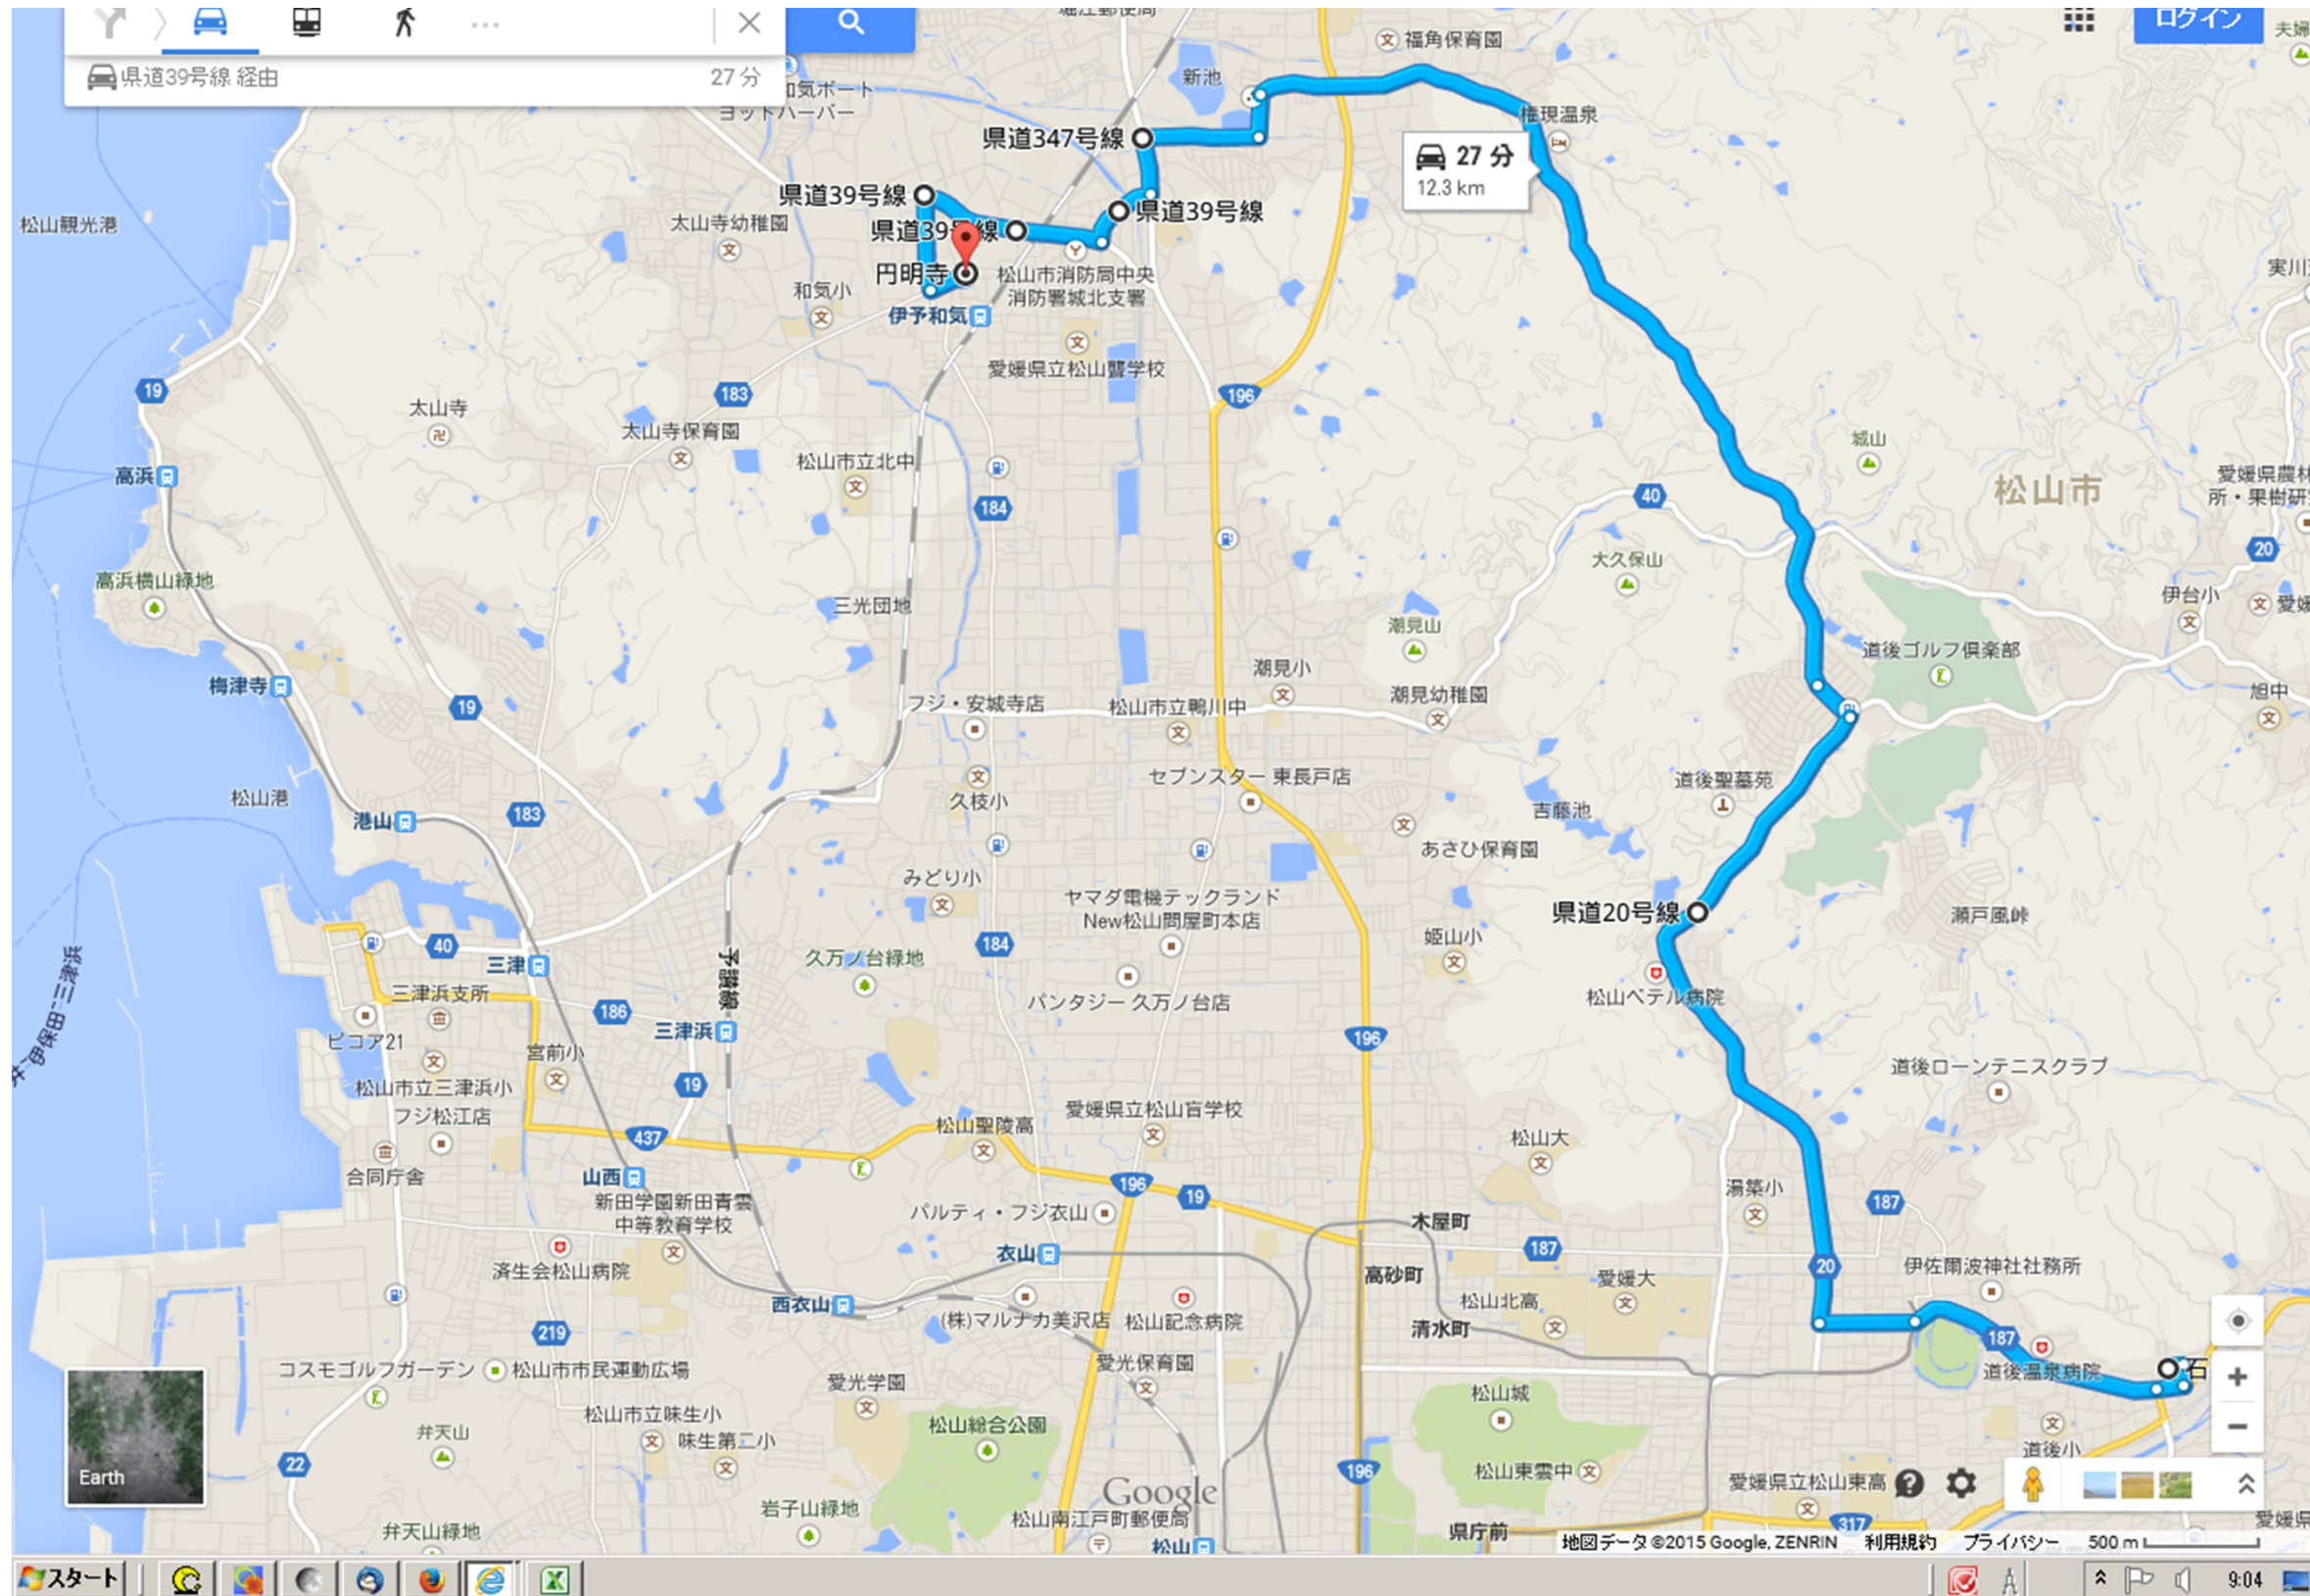 堀江郵便局
ログイン
夫婦
福角保育園
県道39号線 経由
27 分
和気ボート
ヨットハーバー
新池
権現温泉
県道347号線
27 分
12.3 km
県道39号線
県道39号線
県道39号線
太山寺幼稚園
松山観光港
円明寺
松山市消防局中央
消防署城北支署
和気小
伊予和気
実川
愛媛県立松山聾学校
19
183
196
太山寺
太山寺保育園
松山市立北中
城山
高浜
松山市
愛媛県農林
所・果樹研
40
184
20
大久保山
高浜横山緑地
三光団地
伊台小
愛媛
潮見山
道後ゴルフ倶楽部
潮見小
梅津寺
潮見幼稚園
旭中
19
フジ・安城寺店
松山市立鴨川中
セブンスター 東長戸店
道後聖墓苑
松山港
久枝小
吉藤池
港山
183
あさひ保育園
みどり小
ヤマダ電機テックランド
New松山問屋町本店
県道20号線
瀬戸風峠
姫山小
40
184
久万ノ台緑地
三津
予讃線
伊保田-三津浜
三津浜支所
パンタジー 久万ノ台店
松山ベテル病院
186
三津浜
196
ピコア21
宮前小
道後ローンテニスクラブ
松山市立三津浜小
19
フジ松江店
愛媛県立松山盲学校
松山聖陵高
437
松山大
合同庁舎
山西
196
19
湯築小
187
新田学園新田青雲
中等教育学校
パルティ・フジ衣山
木屋町
衣山
187
済生会松山病院
高砂町
愛媛大
20
伊佐爾波神社社務所
西衣山
(株)マルナカ美沢店
松山記念病院
松山北高
清水町
219
187
コスモゴルフガーデン
松山市市民運動広場
愛光保育園
道後温泉病院
石
愛光学園
松山城
松山市立味生小
味生第二小
松山総合公園
弁天山
道後小
22
196
松山東雲中
Earth
愛媛県立松山東高
Google
岩子山緑地
松山南江戸町郵便局
弁天山緑地
県庁前
317
愛媛県
松山
地図データ ©2015 Google, ZENRIN
利用規約
プライバシー
500 m
スタート
9:04